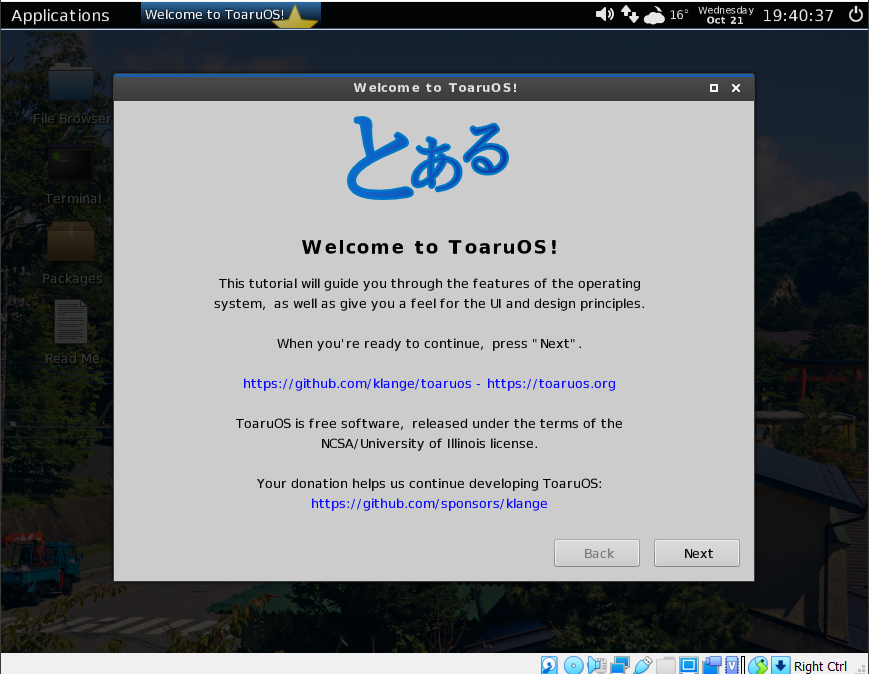 Applications
Welcome to ToaruOS!
16°
Wednesday
Oct 21
19:40:37
File Browser
Terminal
Packages
Read Me
Welcome to ToaruOS!
とある
Welcome to ToaruOS!
This tutorial will guide you through the features of the operating
system, as well as give you a feel for the UI and design principles.
When you're ready to continue, press "Next".
https://github.com/klange/toaruos - https://toaruos.org
ToaruOS is free software, released under the terms of the
NCSA/University of Illinois license.
Your donation helps us continue developing ToaruOS:
https://github.com/sponsors/klange
Back
Next
V
Right Ctrl